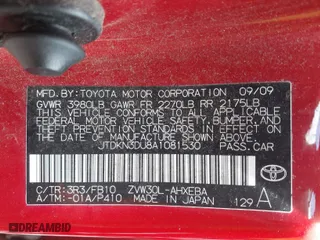 MFD.BY:TOYOTA MOTOR CORPORATION 09/09
GVWR 3980LB GAWR FR 2270LB RR 2175LB
THIS VEHICLE CONFORMS TO ALL APPLICABLE
FEDERAL MOTOR VEHICLE SAFETY, BUMPER, AND
THEFT PREVENTION STANDARDS IN EFFECT ON
THE DATE OF MANUFACTURE SHOWN ABOVE.
JTDKN3DU8A1081530 PASS.CAR
C/TR:3R3/FB10 ZVW30L-AHXEBA
A/TM:-01A/P410 MADE IN JAPAN 129 A
TOYOTA